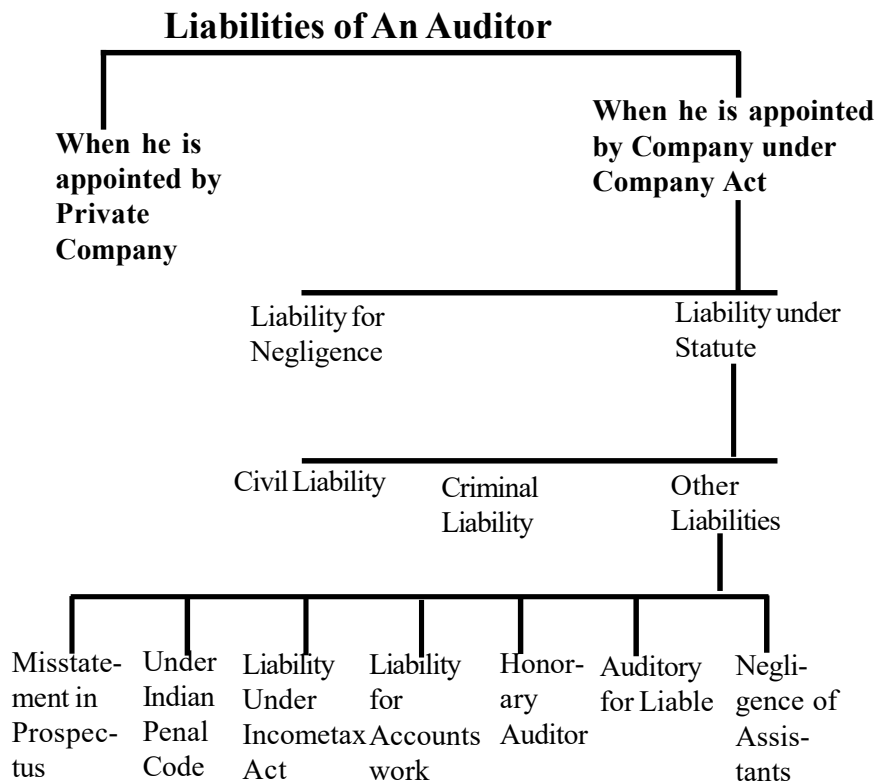 Liabilities of An Auditor
When he is
appointed by
Private
Company
When he is appointed
by Company under
Company Act
Liability for
Negligence
Liability under
Statute
Civil Liability
Criminal
Liability
Other
Liabilities
Misstate-
ment in
Prospec-
tus
Under
Indian
Penal
Code
Liability
Under
Incometax
Act
Liability
for
Accounts
work
Honor-
ary
Auditor
Auditory
for Liable
Negli-
gence of
Assis-
tants